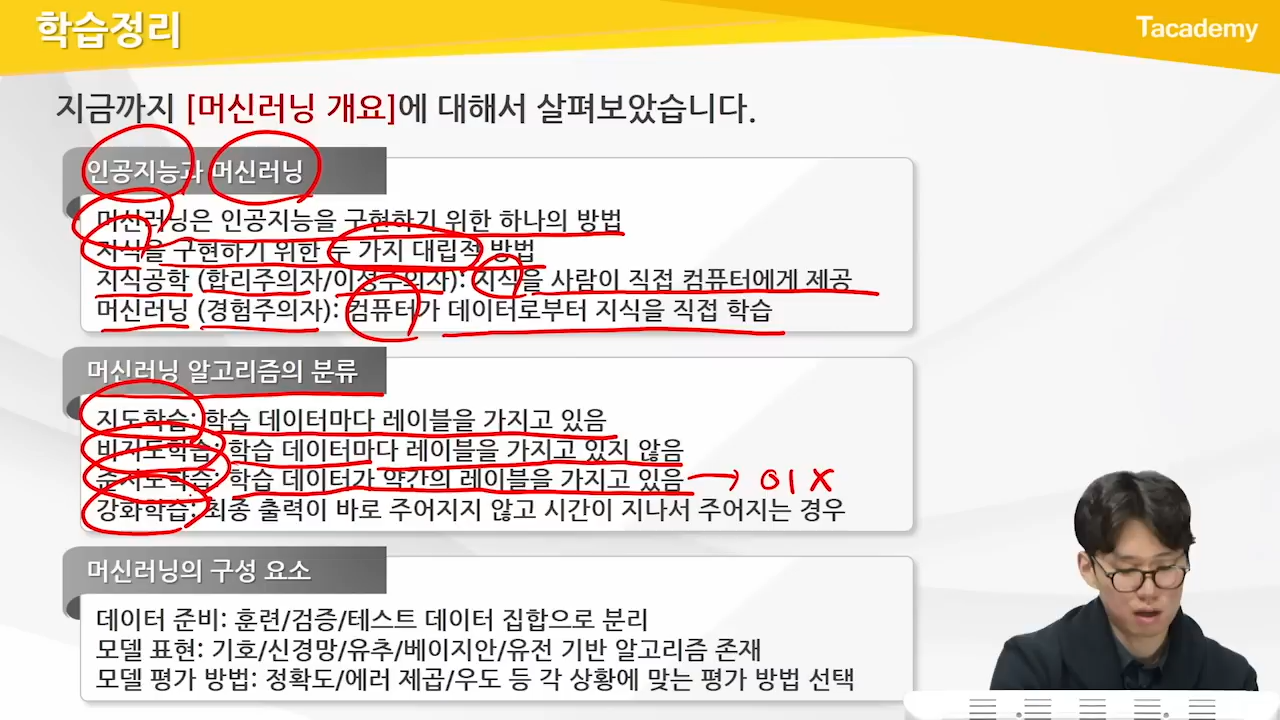 학습정리
Tacademy
지금까지 [머신러닝 개요]에 대해서 살펴보았습니다.
인공지능과 머신러닝
머신러닝은 인공지능을 구현하기 위한 하나의 방법
지식을 구현하기 위한 두 가지 대립적 방법
지식공학 (합리주의자/이성주의자): 지식을 사람이 직접 컴퓨터에게 제공
머신러닝 (경험주의자): 컴퓨터가 데이터로부터 지식을 직접 학습
머신러닝 알고리즘의 분류
지도학습: 학습 데이터마다 레이블을 가지고 있음
비지도학습: 학습 데이터마다 레이블을 가지고 있지 않음
준지도학습: 학습 데이터가 약간의 레이블을 가지고 있음 → O / X
강화학습: 최종 출력이 바로 주어지지 않고 시간이 지나서 주어지는 경우
머신러닝의 구성 요소
데이터 준비: 훈련/검증/테스트 데이터 집합으로 분리
모델 표현: 기호/신경망/유추/베이지안/유전 기반 알고리즘 존재
모델 평가 방법: 정확도/에러 제곱/우도 등 각 상황에 맞는 평가 방법 선택